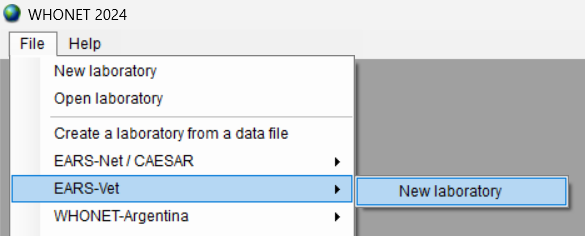 WHONET 2024
File Help
New laboratory
Open laboratory
Create a laboratory from a data file
EARS-Net / CAESAR
EARS-Vet
New laboratory
WHONET-Argentina